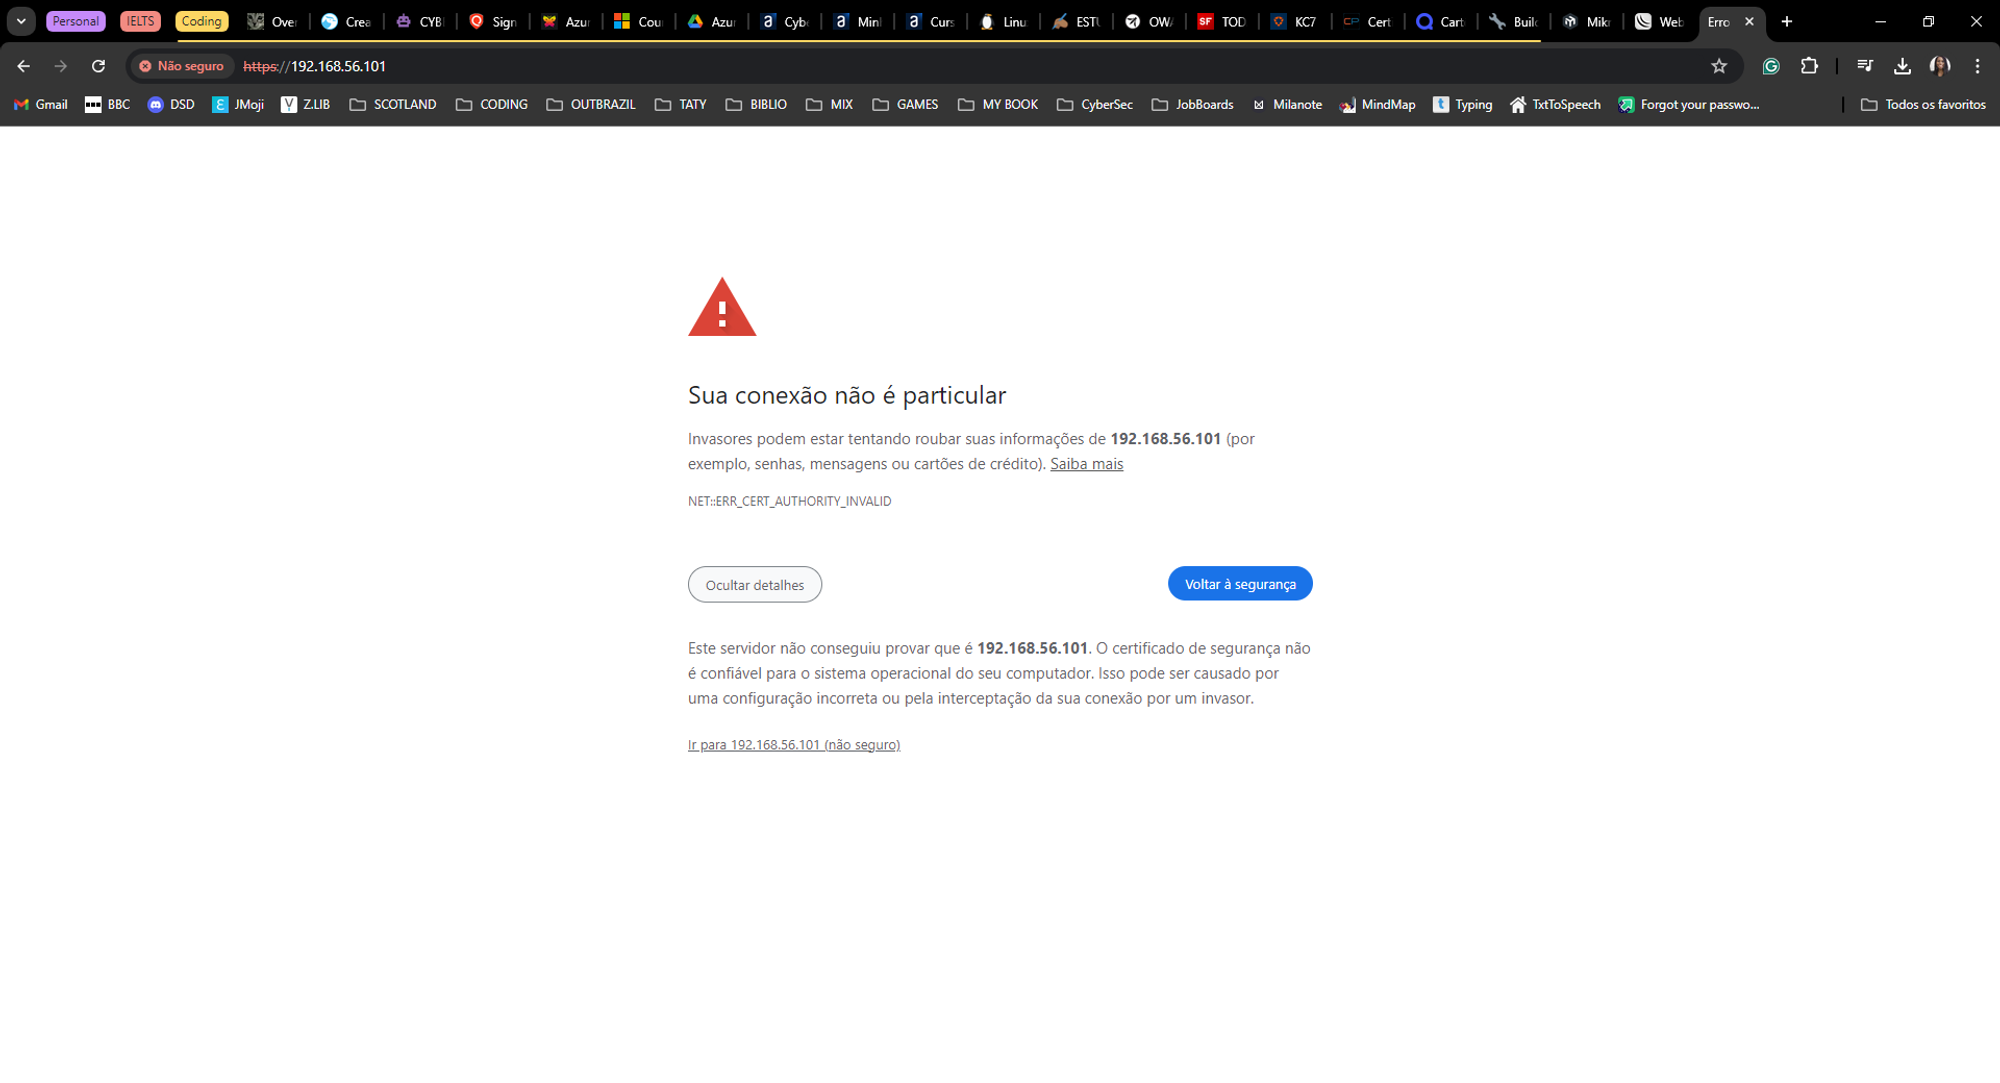 Personal
IELTS
Coding
Over
Crea
CYB
Sign
Azur
Cou
Azur
Cybe
Minl
Curs
Linu
ESTU
OWA
TOD
KC7
Cert
Cart
Buil
Mikr
Web
Erro
Não seguro
https://192.168.56.101
Gmail
BBC
DSD
JMoji
Z.LIB
SCOTLAND
CODING
OUTBRAZIL
TATY
BIBLIO
MIX
GAMES
MY BOOK
CyberSec
JobBoards
Milanote
MindMap
Typing
TxtToSpeech
Forgot your passwo...
Todos os favoritos
Sua conexão não é particular
Invasores podem estar tentando roubar suas informações de 192.168.56.101 (por
exemplo, senhas, mensagens ou cartões de crédito). Saiba mais
NET::ERR_CERT_AUTHORITY_INVALID
Ocultar detalhes
Voltar à segurança
Este servidor não conseguiu provar que é 192.168.56.101. O certificado de segurança não
é confiável para o sistema operacional do seu computador. Isso pode ser causado por
uma configuração incorreta ou pela interceptação da sua conexão por um invasor.
Ir para 192.168.56.101 (não seguro)